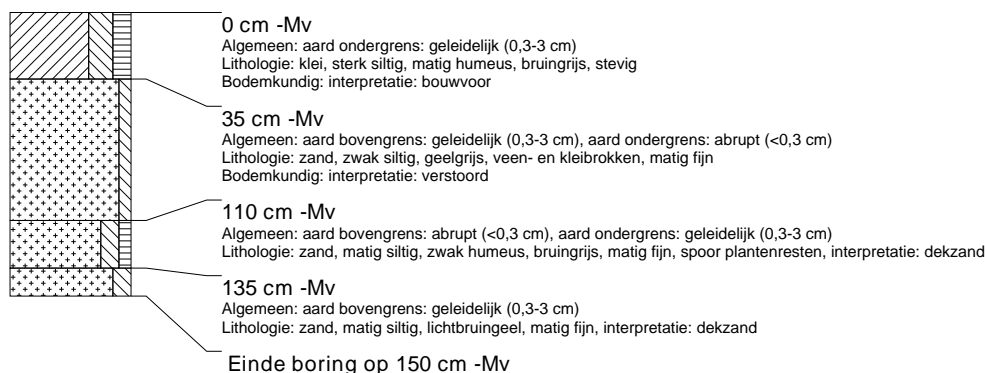 0 cm -Mv
Algemeen: aard ondergrens: geleidelijk (0,3-3 cm)
Lithologie: klei, sterk siltig, matig humeus, bruingrijs, stevig
Bodemkundig: interpretatie: bouwvoor
35 cm -Mv
Algemeen: aard bovengrens: geleidelijk (0,3-3 cm), aard ondergrens: abrupt (<0,3 cm)
Lithologie: zand, zwak siltig, geelgrijs, veen- en kleibrokken, matig fijn
Bodemkundig: interpretatie: verstoord
110 cm -Mv
Algemeen: aard bovengrens: abrupt (<0,3 cm), aard ondergrens: geleidelijk (0,3-3 cm)
Lithologie: zand, matig siltig, zwak humeus, bruingrijs, matig fijn, spoor plantenresten, interpretatie: dekzand
135 cm -Mv
Algemeen: aard bovengrens: geleidelijk (0,3-3 cm)
Lithologie: zand, matig siltig, lichtbruingeel, matig fijn, interpretatie: dekzand
Einde boring op 150 cm -Mv